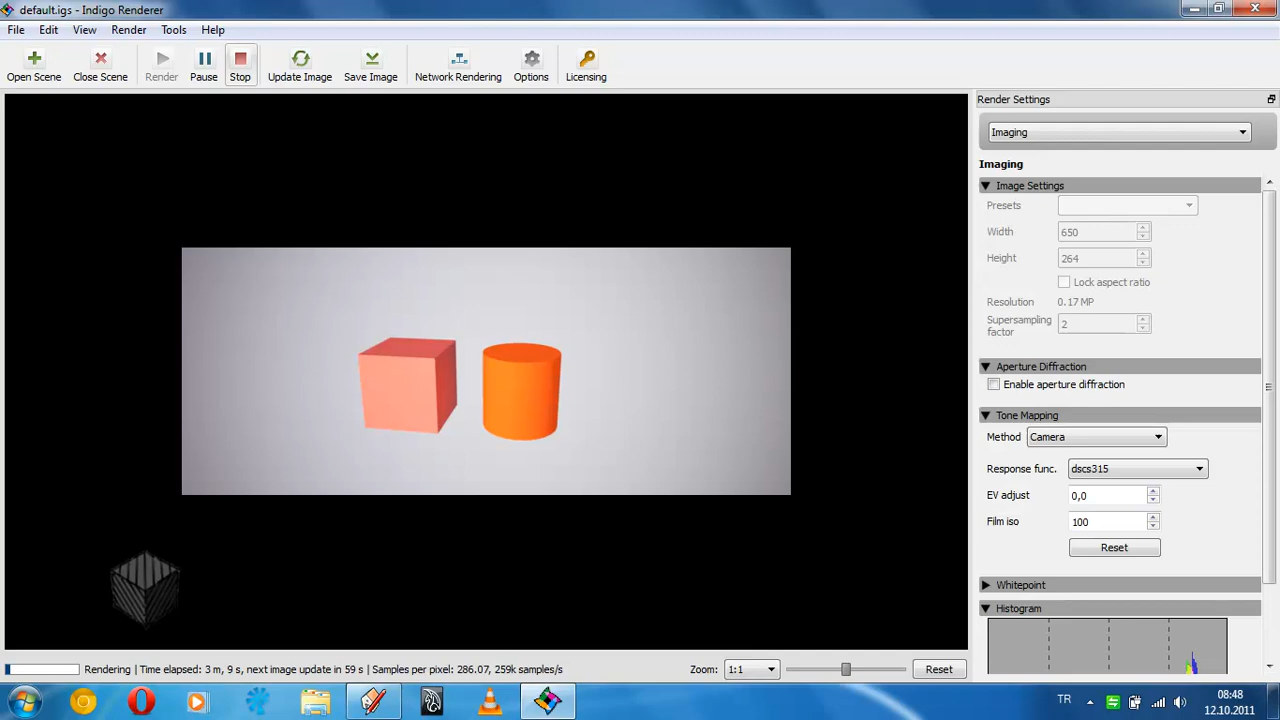 default.igs - Indigo Renderer
File Edit View Render Tools Help
Open Scene Close Scene Render Pause Stop Update Image Save Image Network Rendering Options Licensing
Render Settings
Imaging
Imaging
Image Settings
Presets
Width 650
Height 264
Lock aspect ratio
Resolution 0.17 MP
Supersampling factor 2
Aperture Diffraction
Enable aperture diffraction
Tone Mapping
Method Camera
Response func. dscs315
EV adjust 0,0
Film iso 100
Reset
Whitepoint
Histogram
Rendering | Time elapsed: 3 m, 9 s, next image update in 59 s | Samples per pixel: 286.07, 259k samples/s
Zoom: 1:1 Reset
TR 08:48
12.10.2011